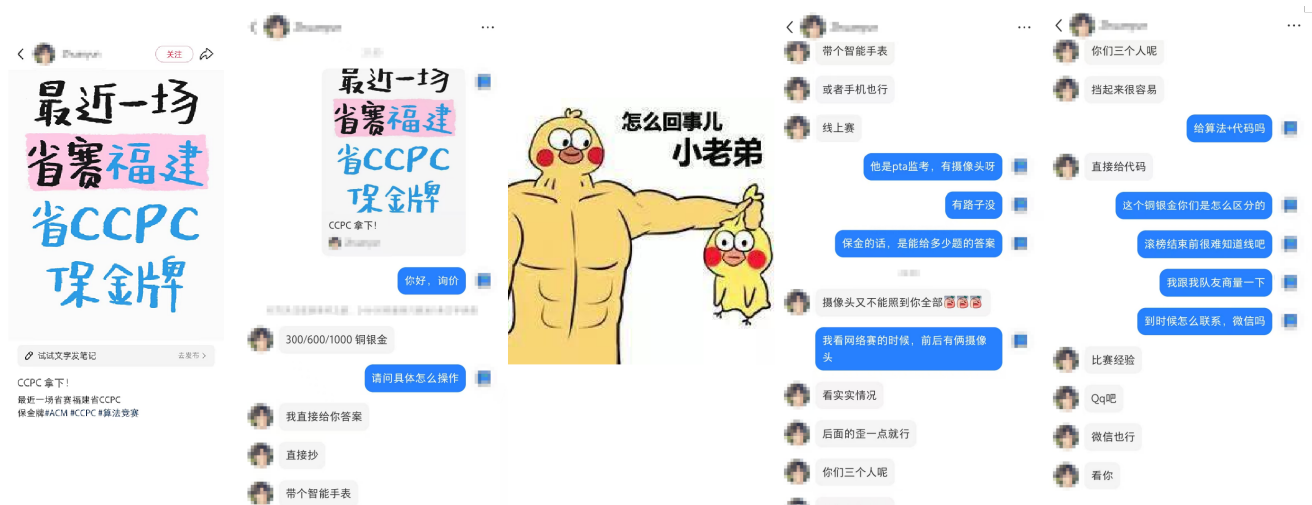 关注
最近一场
省赛福建
省CCPC
保金牌
试试文字发笔记
去发布 >
CCPC 拿下！
最近一场省赛福建省CCPC
保金牌#ACM #CCPC #算法竞赛
最近一场
省赛福建
省CCPC
保金牌
CCPC 拿下！
你好，询价
300/600/1000 铜银金
请问具体怎么操作
我直接给你答案
直接抄
带个智能手表
怎么回事儿
小老弟
带个智能手表
或者手机也行
线上赛
他是pta监考，有摄像头呀
有路子没
保金的话，是能给多少题的答案
摄像头又不能照到你全部
我看网络赛的时候，前后有俩摄像
头
看实实情况
后面的歪一点就行
你们三个人呢
你们三个人呢
挡起来很容易
给算法+代码吗
直接给代码
这个铜银金你们是怎么区分的
滚榜结束前很难知道线吧
我跟我队友商量一下
到时候怎么联系，微信吗
比赛经验
Qq吧
微信也行
看你